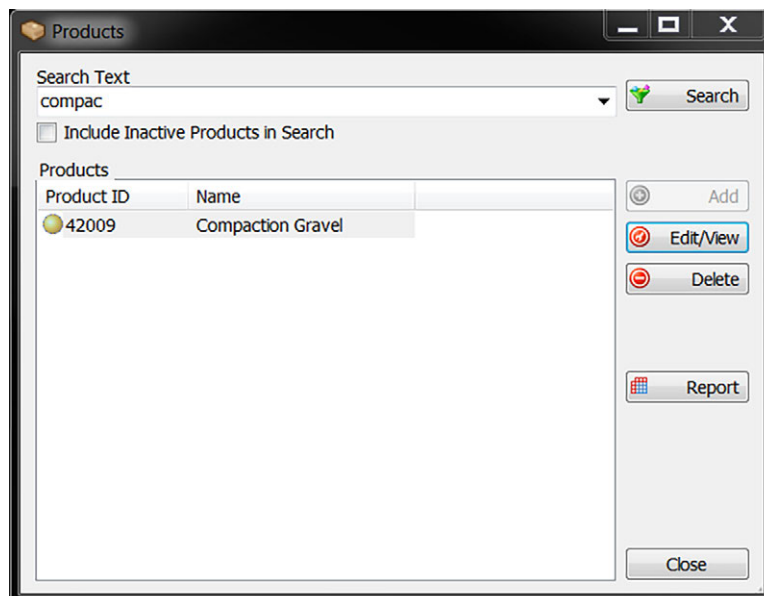 Products
Search Text
compac
Search
Include Inactive Products in Search
Products
Product ID Name
42009 Compaction Gravel
Add
Edit/View
Delete
Report
Close